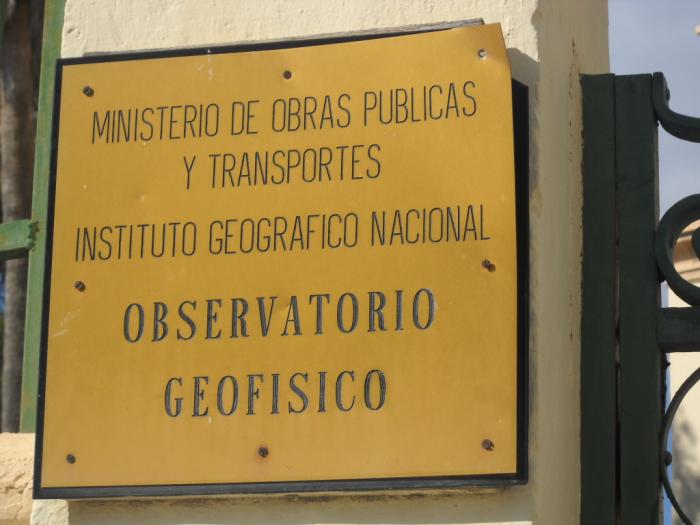 MINISTERIO DE OBRAS PUBLICAS
Y TRANSPORTES
INSTITUTO GEOGRAFICO NACIONAL
OBSERVATORIO
GEOFISICO